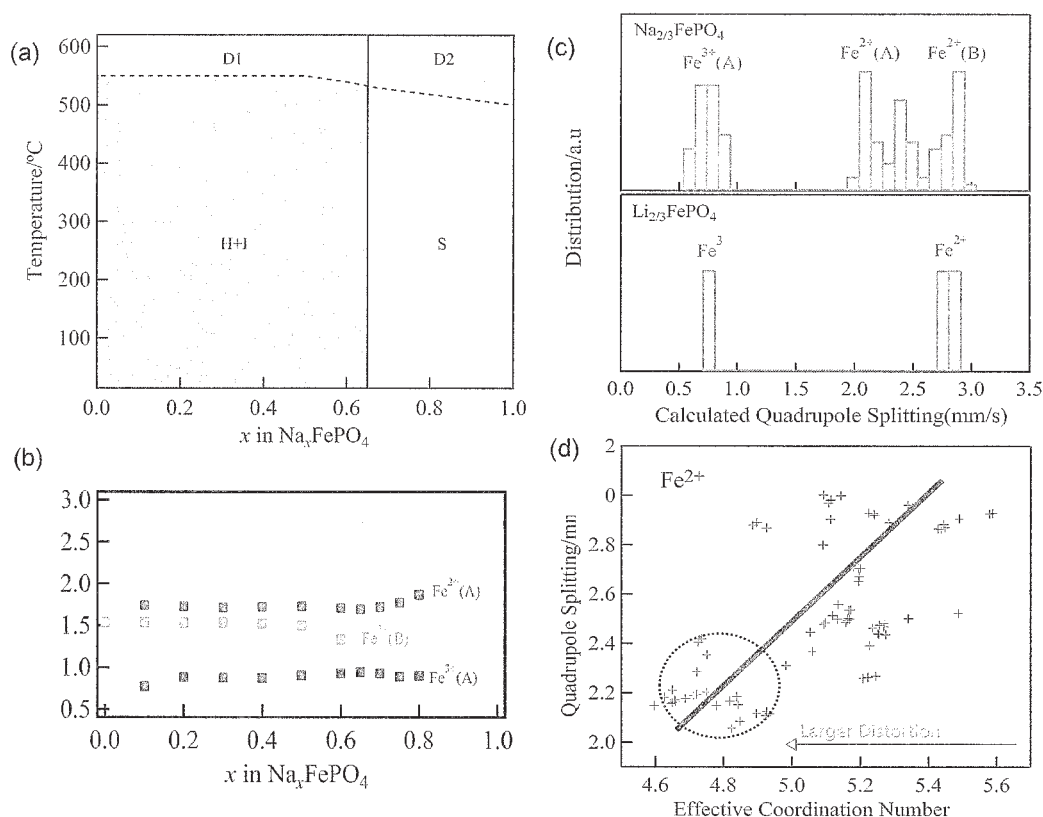 (a)
600
500
400
300
200
100
Temperature/ºC
D1
D2
H+I
S
0.0 0.2 0.4 0.6 0.8 1.0
x in NaₓFePO₄
(b)
3.0
2.5
2.0
1.5
1.0
0.5
(A)
(A)
0.0 0.2 0.4 0.6 0.8 1.0
x in NaₓFePO₄
(c)
Na₂/₃FePO₄
Fe³⁺(A)
Fe²⁺(A)
Fe²⁺(B)
Distribution/a.u
Li₂/₃FePO₄
Fe³
Fe²⁺
0.0 0.5 1.0 1.5 2.0 2.5 3.0 3.5
Calculated Quadrupole Splitting(mm/s)
(d)
Fe²⁺
2
0
2.8
2.6
2.4
2.2
2.0
Quadrupole Splitting/mn
Larger Distortion
4.6 4.8 5.0 5.2 5.4 5.6
Effective Coordination Number